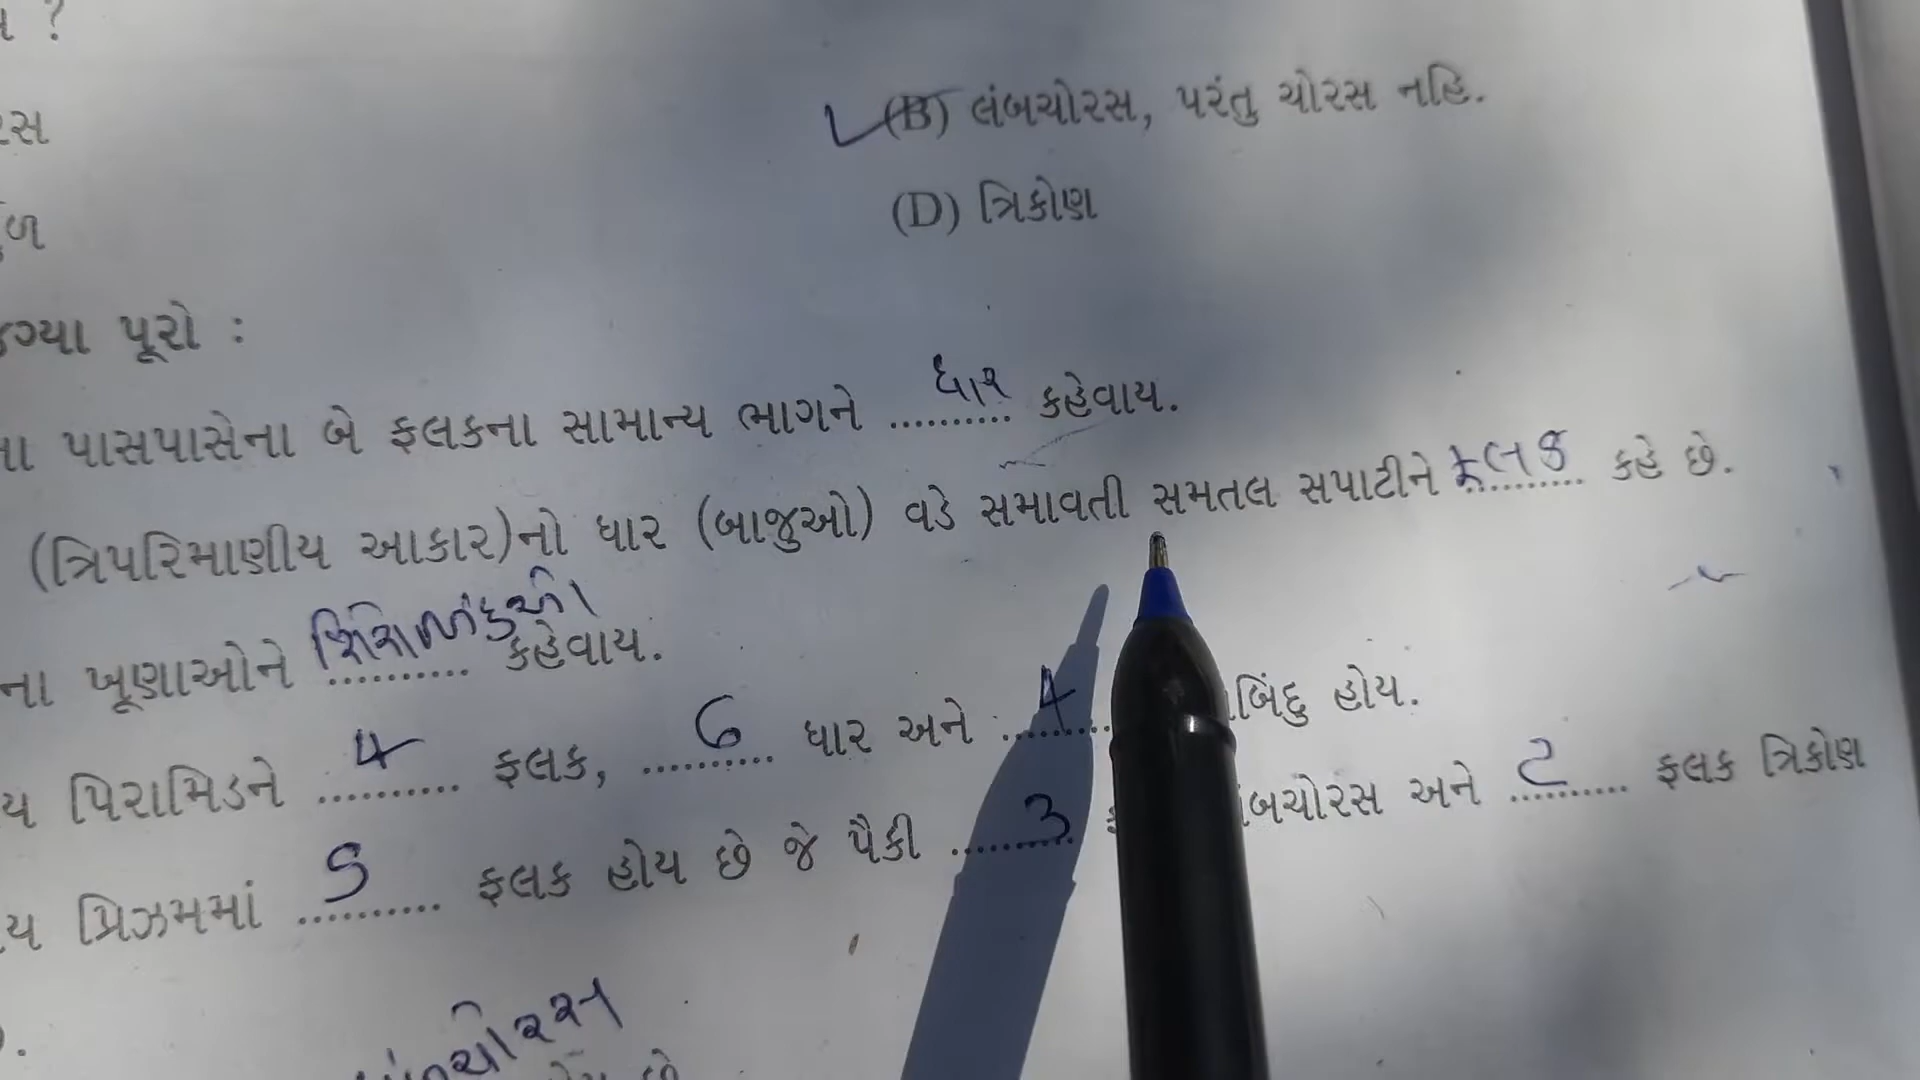 ?
(B) લંબચોરસ, પરંતુ ચોરસ નહિ.
(D) ત્રિકોણ
પૂરો :
પાસપાસેના બે ફલકના સામાન્ય ભાગને ધાર કહેવાય.
(ત્રિપરિમાણીય આકાર)નો ધાર (બાજુઓ) વડે સમાવતી સમતલ સપાટીને ફલક કહે છે.
ના ખૂણાઓને શિરોબિંદુઓ કહેવાય.
ય પિરામિડને 4 ફલક, 6 ધાર અને 4 બિંદુ હોય.
ય પ્રિઝમમાં 5 ફલક હોય છે જે પૈકી 3 બચોરસ અને 2 ફલક ત્રિકોણ